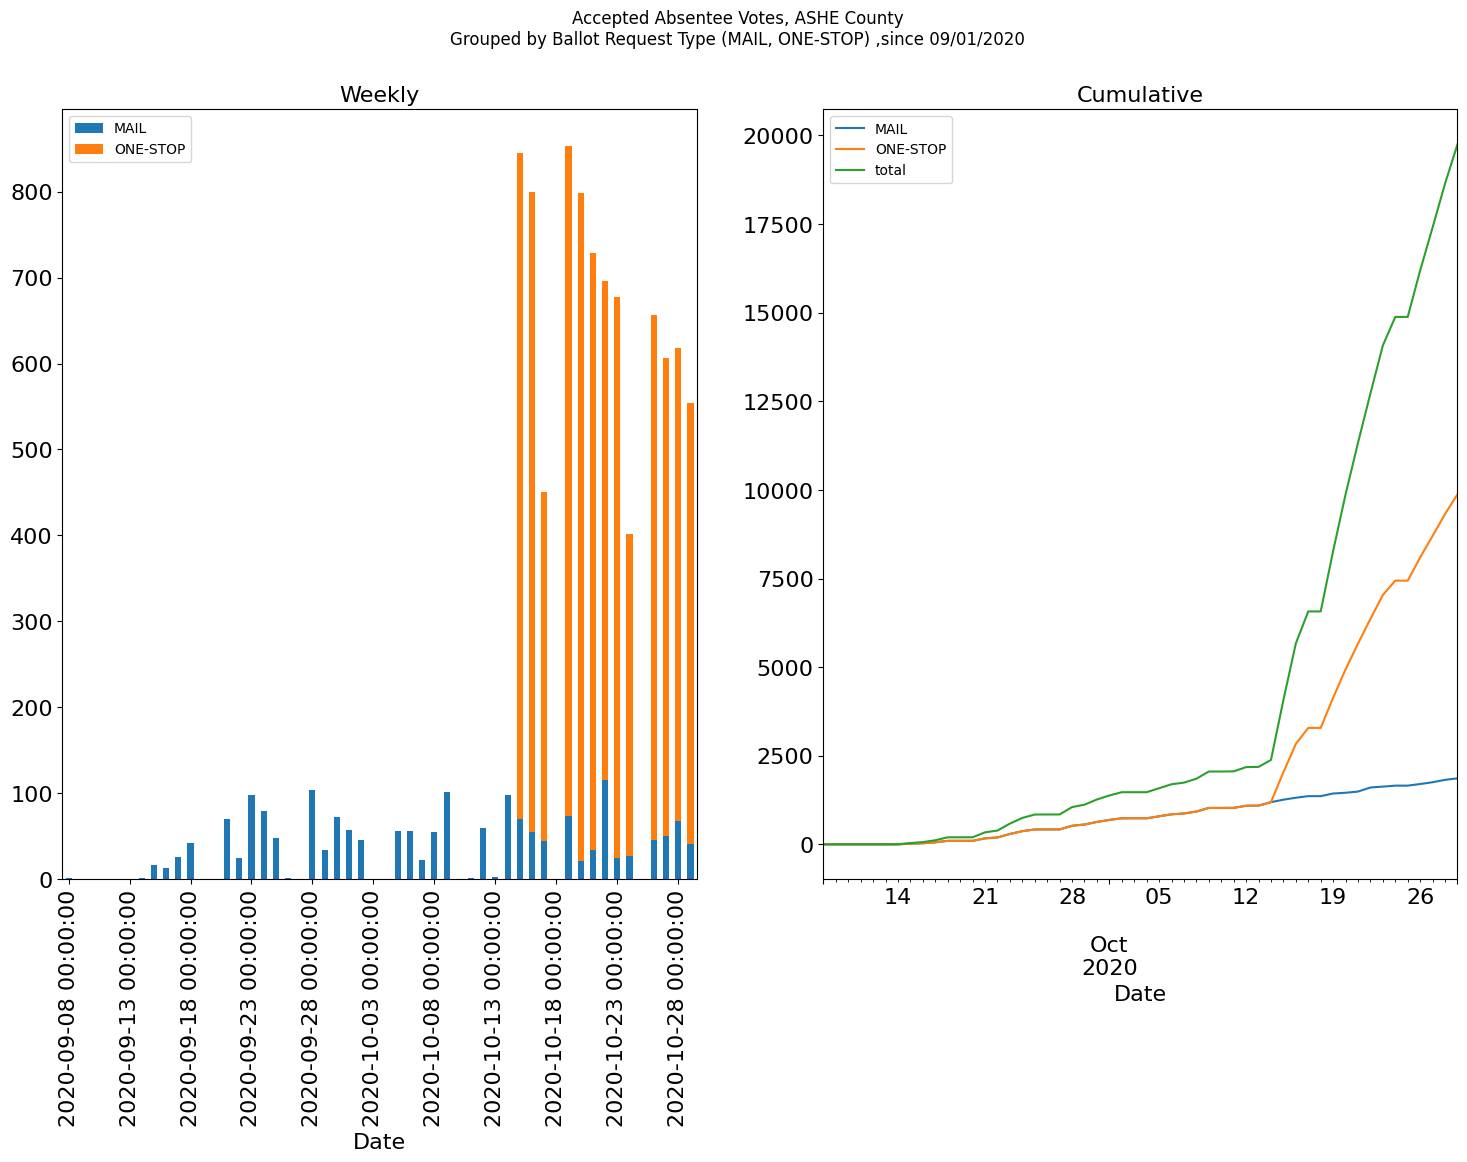 Accepted Absentee Votes, ASHE County
Grouped by Ballot Request Type (MAIL, ONE-STOP) ,since 09/01/2020
Weekly
MAIL
ONE-STOP
800
700
600
500
400
300
200
100
0
2020-09-08 00:00:00
2020-09-13 00:00:00
2020-09-18 00:00:00
2020-09-23 00:00:00
2020-09-28 00:00:00
2020-10-03 00:00:00
2020-10-08 00:00:00
2020-10-13 00:00:00
2020-10-18 00:00:00
2020-10-23 00:00:00
2020-10-28 00:00:00
Date
Cumulative
MAIL
ONE-STOP
total
20000
17500
15000
12500
10000
7500
5000
2500
0
14 21 28 05 12 19 26
Oct
2020
Date